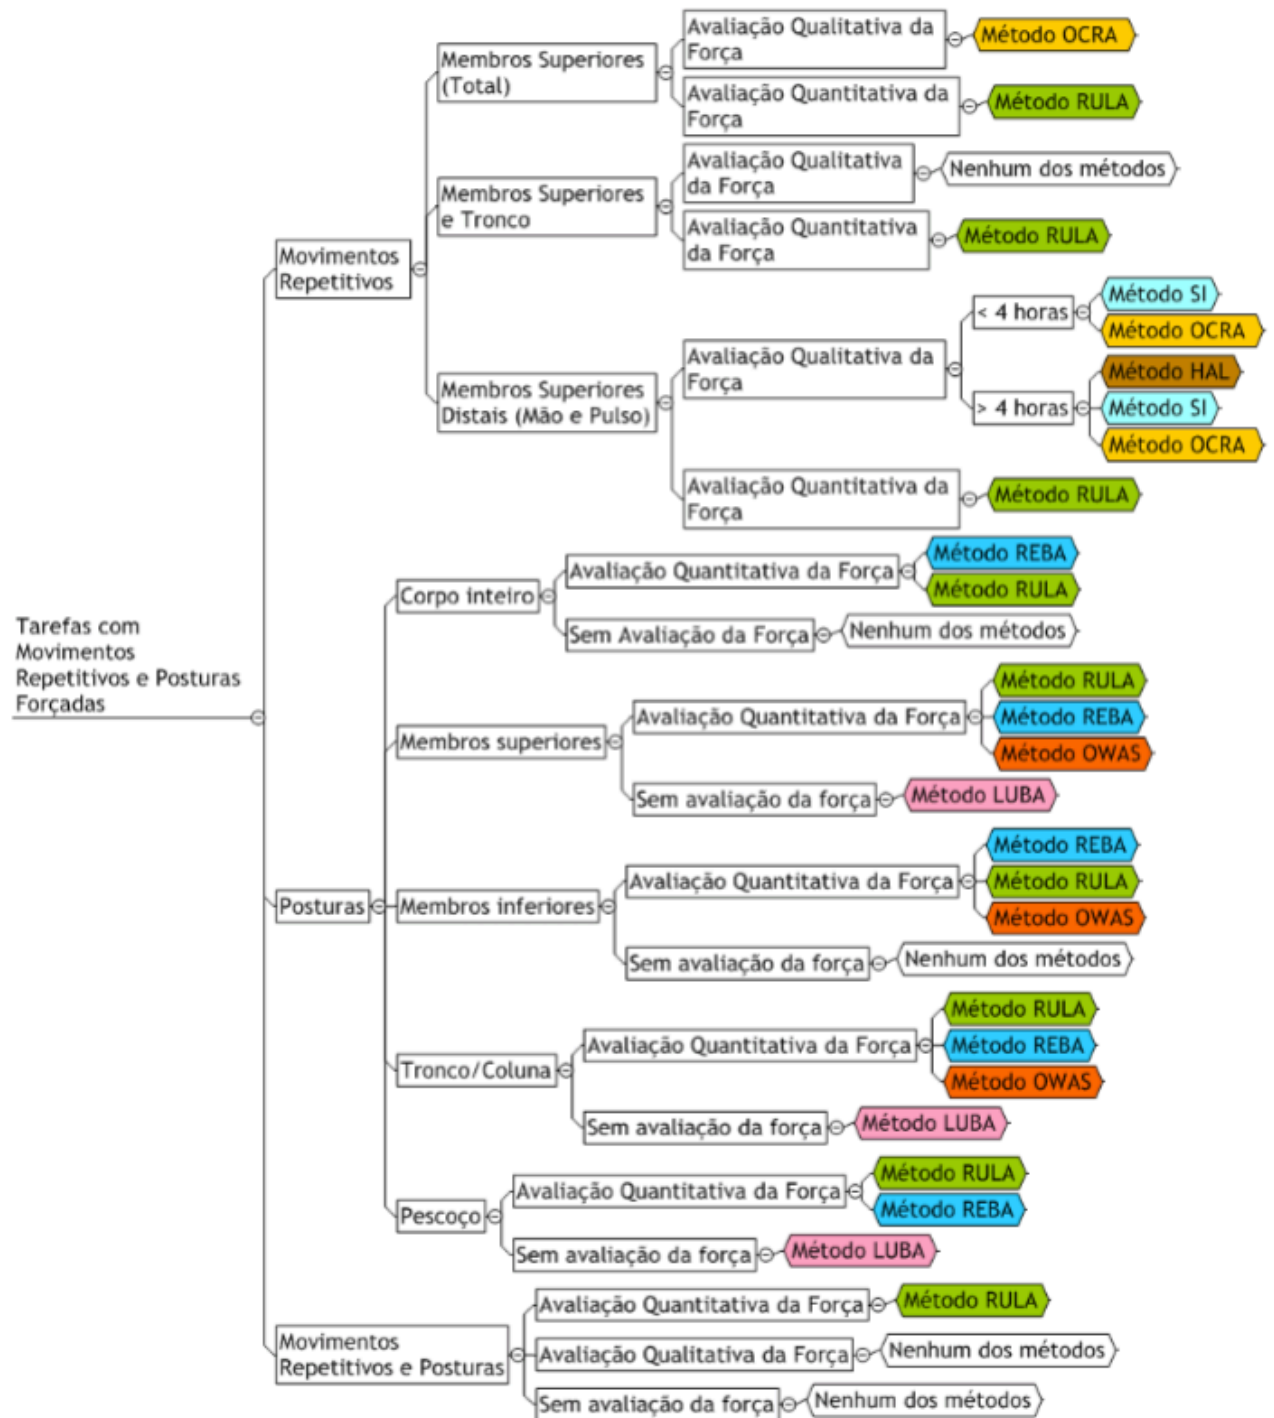 Tarefas com
Movimentos
Repetitivos e Posturas
Forçadas
Movimentos
Repetitivos
Membros Superiores
(Total)
Avaliação Qualitativa da
Força
Método OCRA
Avaliação Quantitativa da
Força
Método RULA
Membros Superiores
e Tronco
Avaliação Qualitativa
da Força
Nenhum dos métodos
Avaliação Quantitativa
da Força
Método RULA
Membros Superiores
Distais (Mão e Pulso)
Avaliação Qualitativa da
Força
< 4 horas
Método SI
Método OCRA
> 4 horas
Método HAL
Método SI
Método OCRA
Avaliação Quantitativa da
Força
Método RULA
Posturas
Corpo inteiro
Avaliação Quantitativa da Força
Método REBA
Método RULA
Sem Avaliação da Força
Nenhum dos métodos
Membros superiores
Avaliação Quantitativa da Força
Método RULA
Método REBA
Método OWAS
Sem avaliação da força
Método LUBA
Membros inferiores
Avaliação Quantitativa da Força
Método REBA
Método RULA
Método OWAS
Sem avaliação da força
Nenhum dos métodos
Tronco/Coluna
Avaliação Quantitativa da Força
Método RULA
Método REBA
Método OWAS
Sem avaliação da força
Método LUBA
Pescoço
Avaliação Quantitativa da Força
Método RULA
Método REBA
Sem avaliação da força
Método LUBA
Movimentos
Repetitivos e Posturas
Avaliação Quantitativa da Força
Método RULA
Avaliação Qualitativa da Força
Nenhum dos métodos
Sem avaliação da força
Nenhum dos métodos